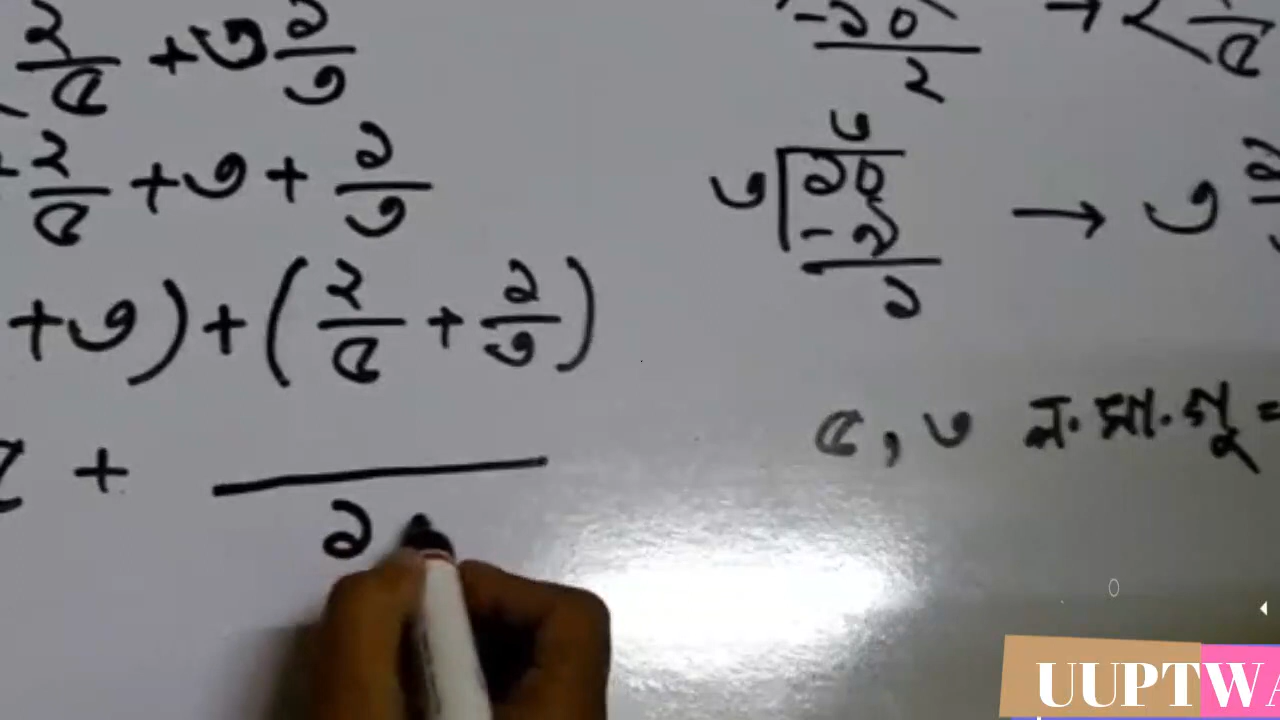 ২/৫ + ৩ ১/৩
+ ২/৫ + ৩ + ১/৩
+ ৩) + (২/৫ + ১/৩)
+ ——— ১
- ১০
২
৩
৩ ১০
- ৯
১ → ৩
৫, ৩ ল. সা. গু =
UUPTWA